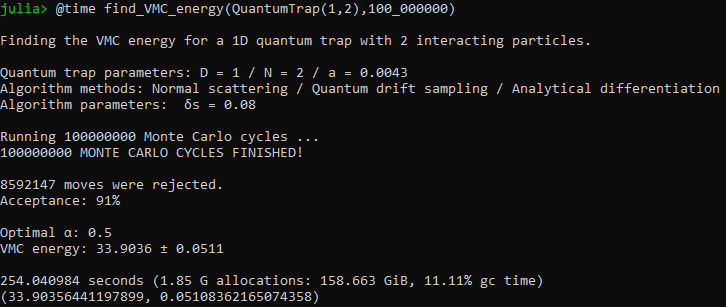 julia> @time find_VMC_energy(QuantumTrap(1,2),100_000000)
Finding the VMC energy for a 1D quantum trap with 2 interacting particles.
Quantum trap parameters: D = 1 / N = 2 / a = 0.0043
Algorithm methods: Normal scattering / Quantum drift sampling / Analytical differentiation
Algorithm parameters:  δs = 0.08
Running 100000000 Monte Carlo cycles ...
100000000 MONTE CARLO CYCLES FINISHED!
8592147 moves were rejected.
Acceptance: 91%
Optimal α: 0.5
VMC energy: 33.9036 ± 0.0511
254.040984 seconds (1.85 G allocations: 158.663 GiB, 11.11% gc time)
(33.90356441197899, 0.05108362165074358)